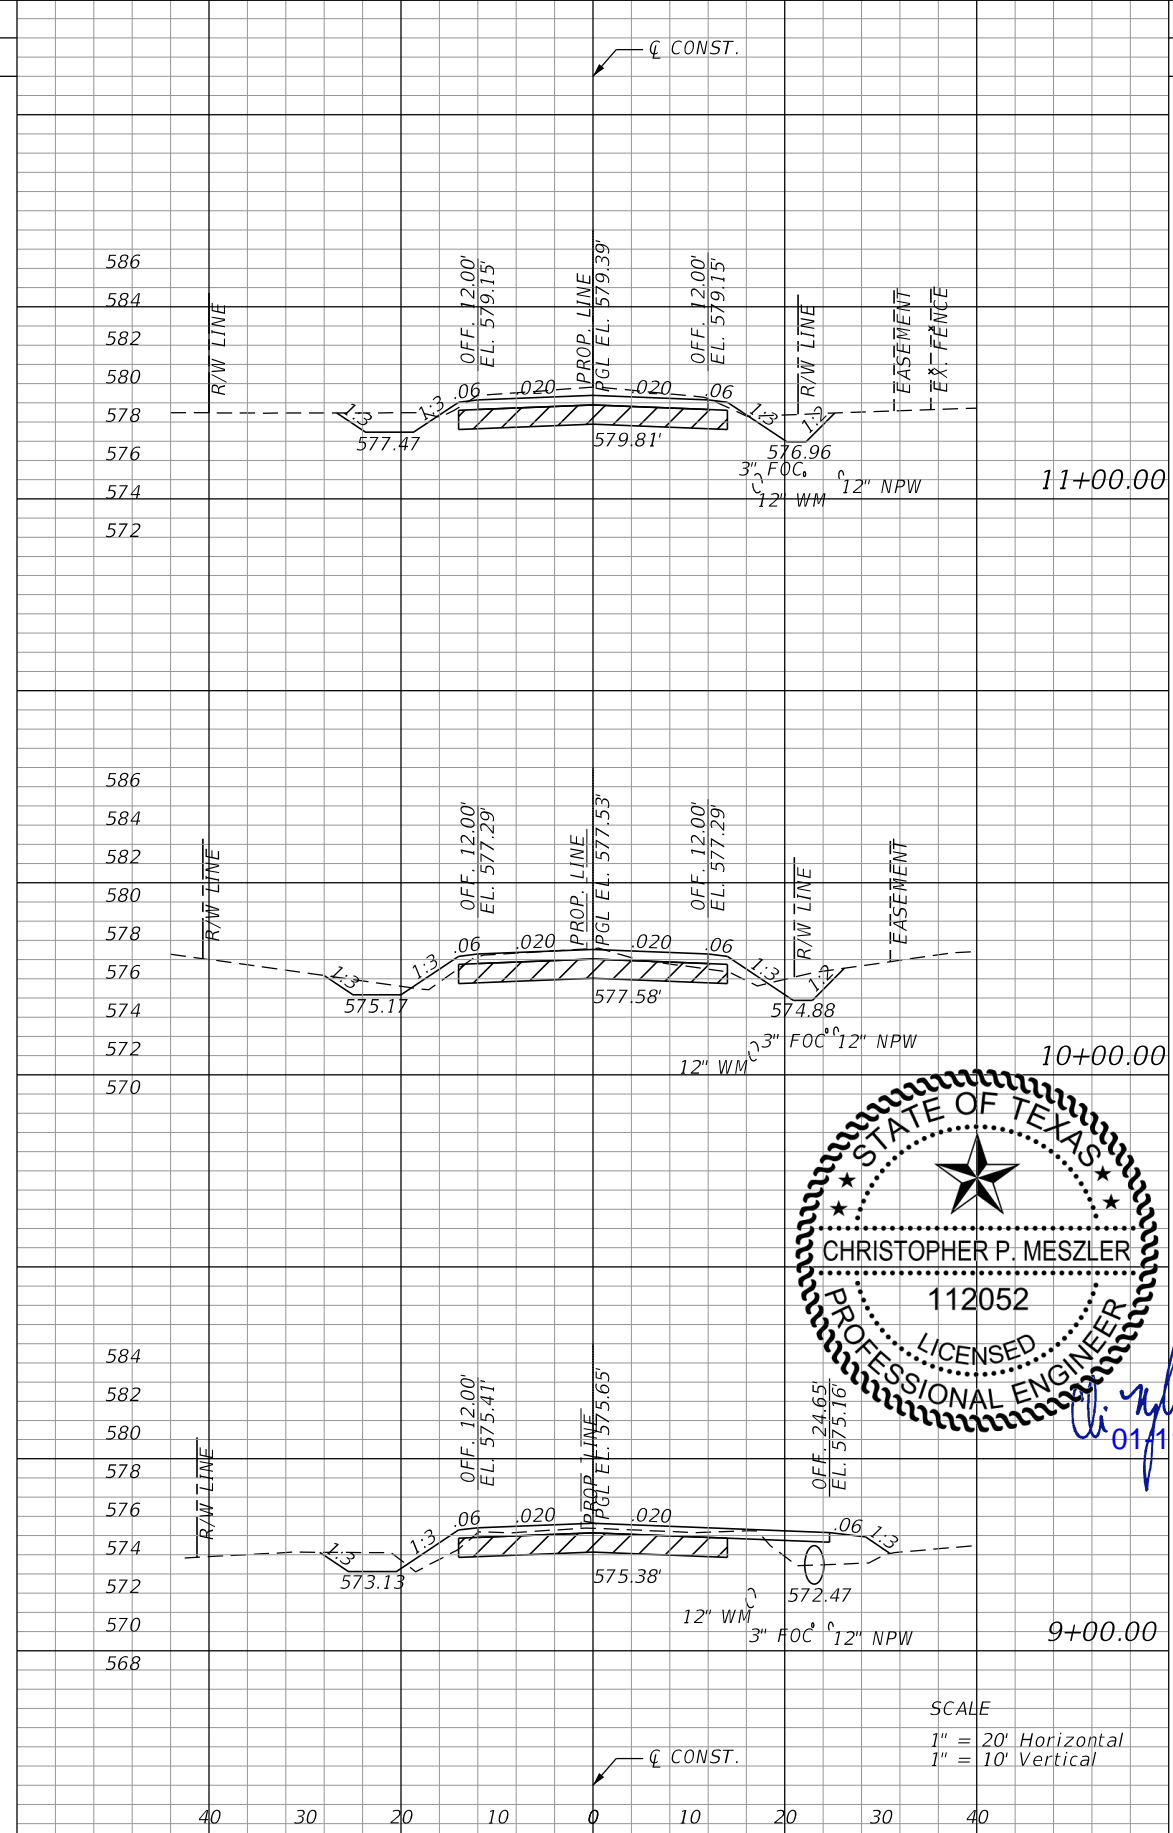 ℄ CONST.
586
584
582
580
578
576
574
572
R/W LINE
OFF. 12.00'
EL. 579.15'
PROP. LINE
PGL EL. 579.39'
OFF. 12.00'
EL. 579.15'
R/W LINE
EASEMENT
EX. FENCE
1:3
1:3
.06
.020
.020
.06
1:3
1:2
577.47
579.81'
576.96
3" FOC
12" WM
12" NPW
11+00.00
586
584
582
580
578
576
574
572
570
R/W LINE
OFF. 12.00'
EL. 577.29'
PROP. LINE
PGL EL. 577.53'
OFF. 12.00'
EL. 577.29'
R/W LINE
EASEMENT
1:3
1:3
.06
.020
.020
.06
1:3
1:2
575.17
577.58'
574.88
3" FOC
12" NPW
12" WM
10+00.00
STATE OF TEXAS
CHRISTOPHER P. MESZLER
112052
LICENSED
PROFESSIONAL ENGINEER
01-1
584
582
580
578
576
574
572
570
568
R/W LINE
OFF. 12.00'
EL. 575.41'
PROP. LINE
PGL EL. 575.65'
OFF. 24.65'
EL. 575.16'
1:3
1:3
.06
.020
.020
.06
1:3
573.13
575.38'
572.47
12" WM
3" FOC
12" NPW
9+00.00
SCALE
1" = 20' Horizontal
1" = 10' Vertical
℄ CONST.
40 30 20 10 0 10 20 30 40